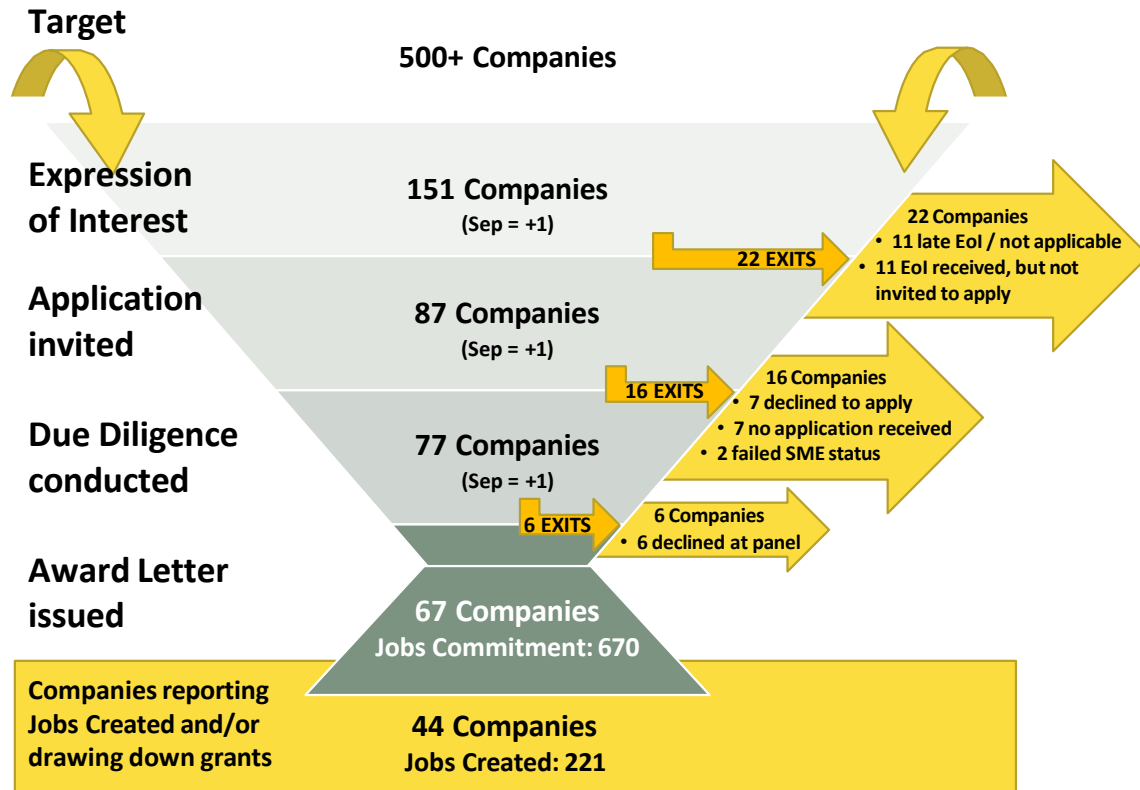 Target
500+ Companies
Expression
of Interest
151 Companies
(Sep = +1)
22 EXITS
22 Companies
• 11 late EoI / not applicable
• 11 EoI received, but not
invited to apply
Application
invited
87 Companies
(Sep = +1)
16 EXITS
16 Companies
• 7 declined to apply
• 7 no application received
• 2 failed SME status
Due Diligence
conducted
77 Companies
(Sep = +1)
6 EXITS
6 Companies
• 6 declined at panel
Award Letter
issued
67 Companies
Jobs Commitment: 670
Companies reporting
Jobs Created and/or
drawing down grants
44 Companies
Jobs Created: 221